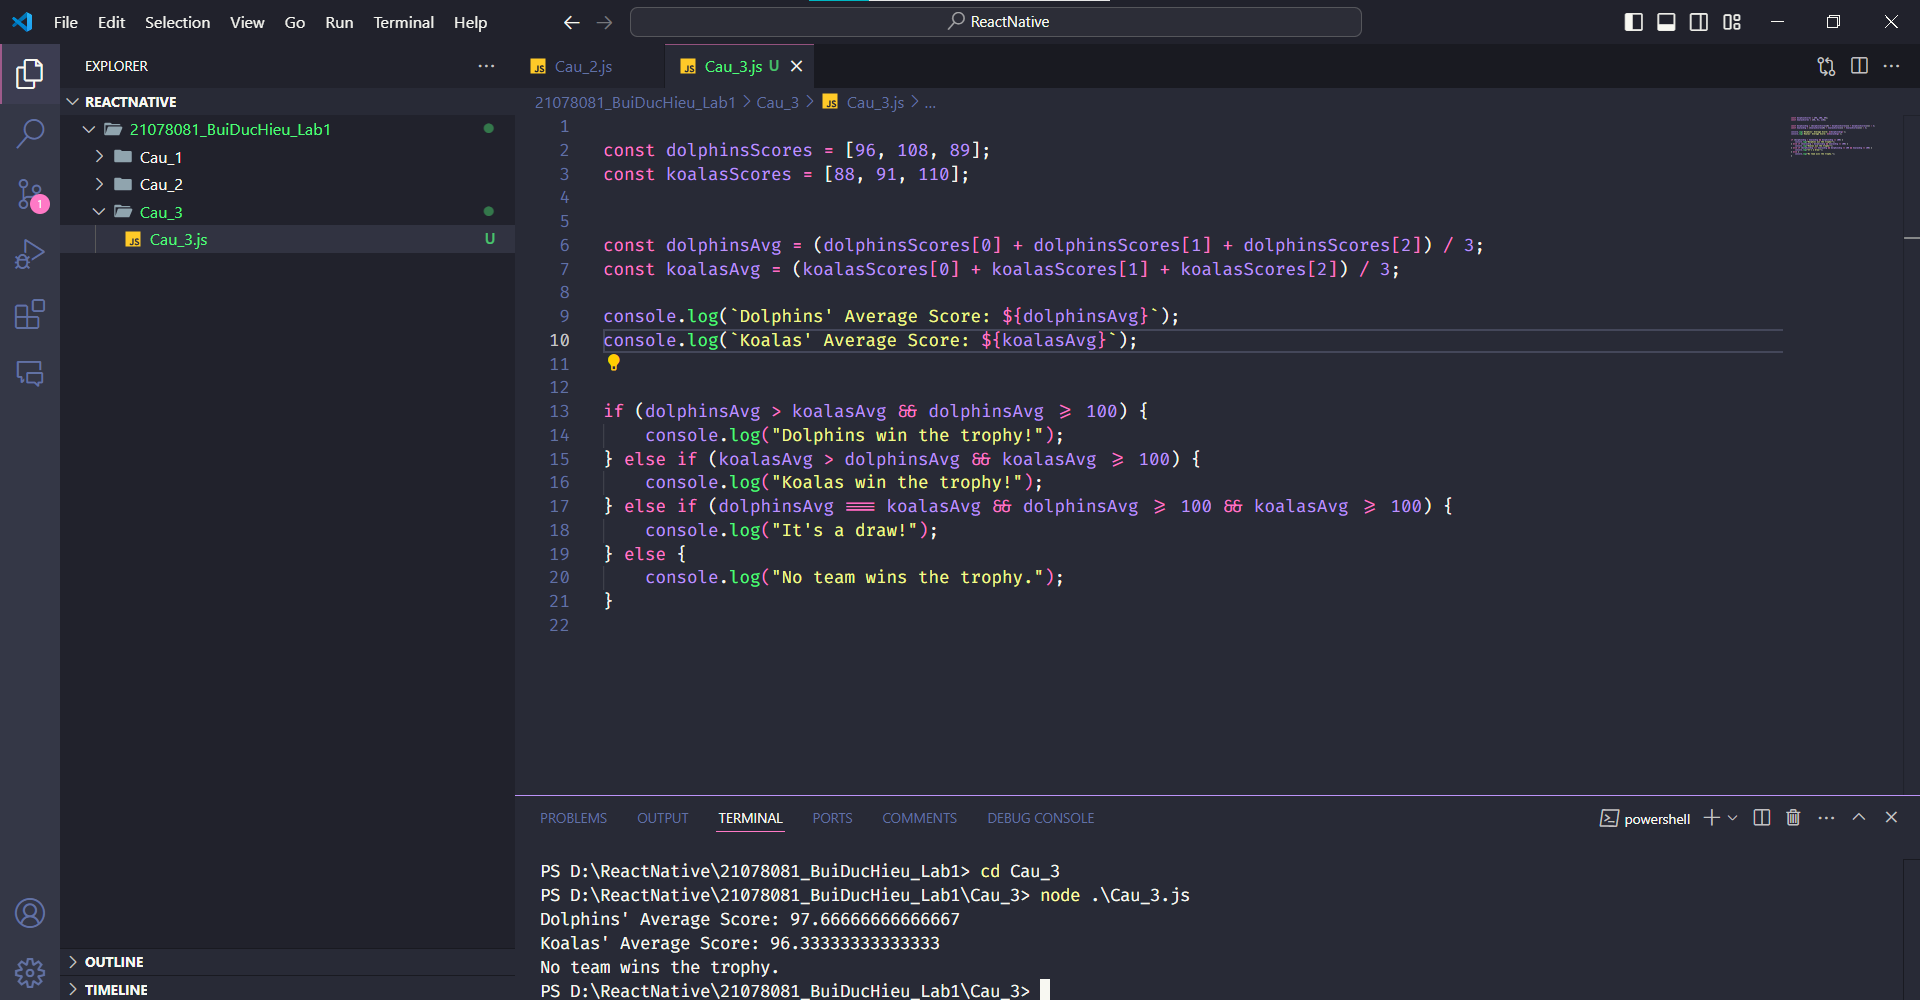 File Edit Selection View Go Run Terminal Help
ReactNative
EXPLORER
REACTNATIVE
21078081_BuiDucHieu_Lab1
Cau_1
Cau_2
Cau_3
JS Cau_3.js U
1
OUTLINE
TIMELINE
JS Cau_2.js
JS Cau_3.js U
21078081_BuiDucHieu_Lab1 > Cau_3 > JS Cau_3.js > ...
1
2 const dolphinsScores = [96, 108, 89];
3 const koalasScores = [88, 91, 110];
4
5
6 const dolphinsAvg = (dolphinsScores[0] + dolphinsScores[1] + dolphinsScores[2]) / 3;
7 const koalasAvg = (koalasScores[0] + koalasScores[1] + koalasScores[2]) / 3;
8
9 console.log(`Dolphins' Average Score: ${dolphinsAvg}`);
10 console.log(`Koalas' Average Score: ${koalasAvg}`);
11
12
13 if (dolphinsAvg > koalasAvg && dolphinsAvg >= 100) {
14 console.log("Dolphins win the trophy!");
15 } else if (koalasAvg > dolphinsAvg && koalasAvg >= 100) {
16 console.log("Koalas win the trophy!");
17 } else if (dolphinsAvg === koalasAvg && dolphinsAvg >= 100 && koalasAvg >= 100) {
18 console.log("It's a draw!");
19 } else {
20 console.log("No team wins the trophy.");
21 }
22
PROBLEMS OUTPUT TERMINAL PORTS COMMENTS DEBUG CONSOLE
powershell
PS D:\ReactNative\21078081_BuiDucHieu_Lab1> cd Cau_3
PS D:\ReactNative\21078081_BuiDucHieu_Lab1\Cau_3> node .\Cau_3.js
Dolphins' Average Score: 97.66666666666667
Koalas' Average Score: 96.33333333333333
No team wins the trophy.
PS D:\ReactNative\21078081_BuiDucHieu_Lab1\Cau_3>